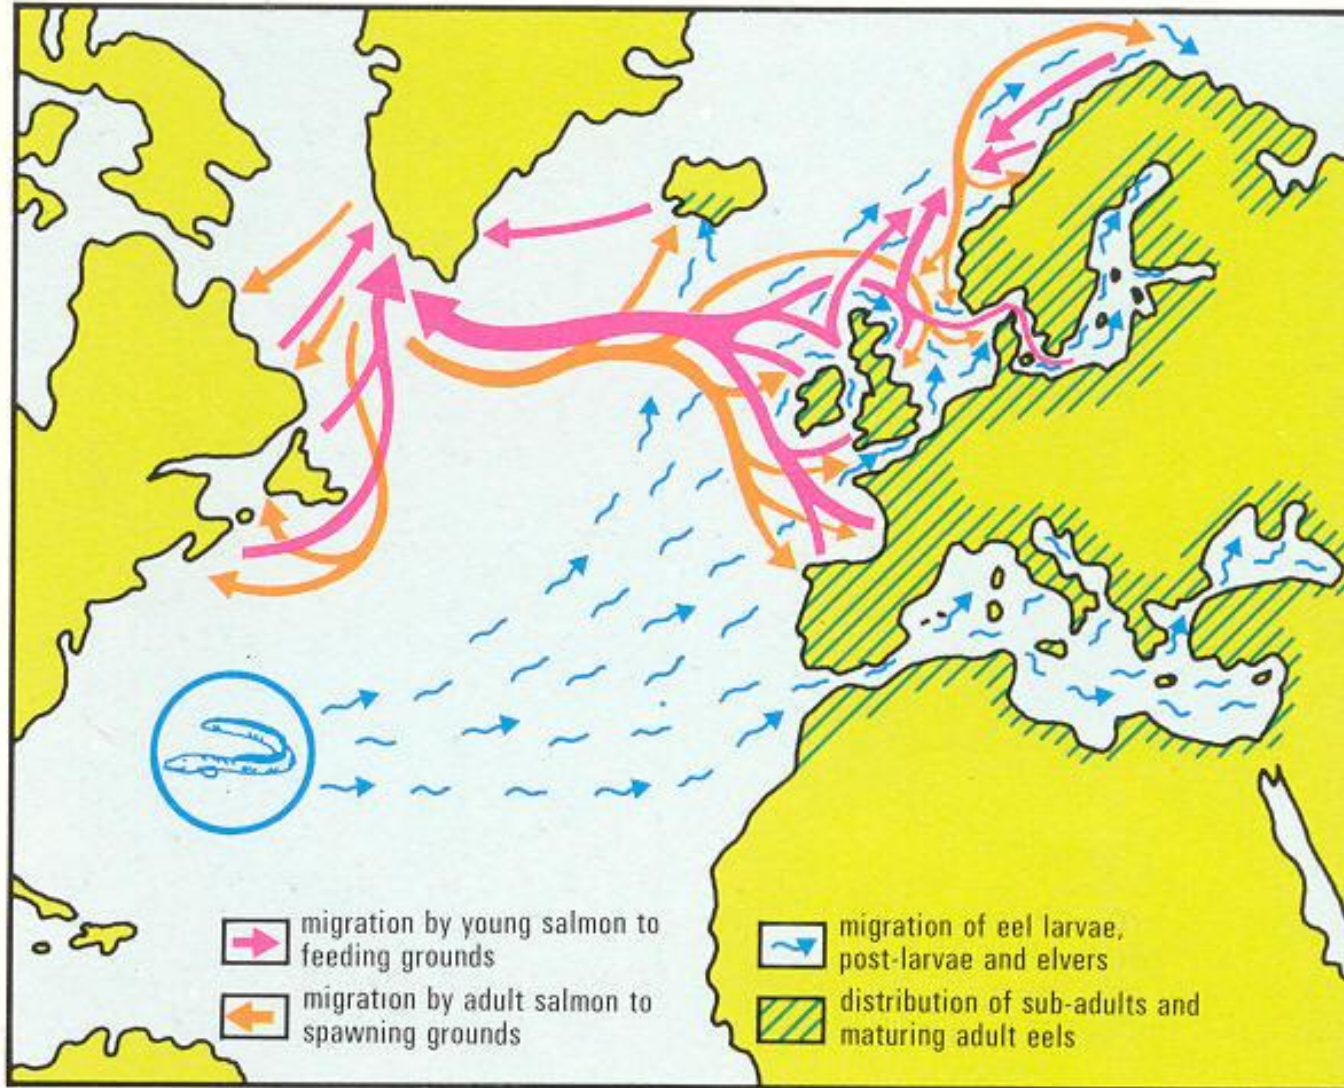 migration by young salmon to
feeding grounds
migration by adult salmon to
spawning grounds
migration of eel larvae,
post-larvae and elvers
distribution of sub-adults and
maturing adult eels